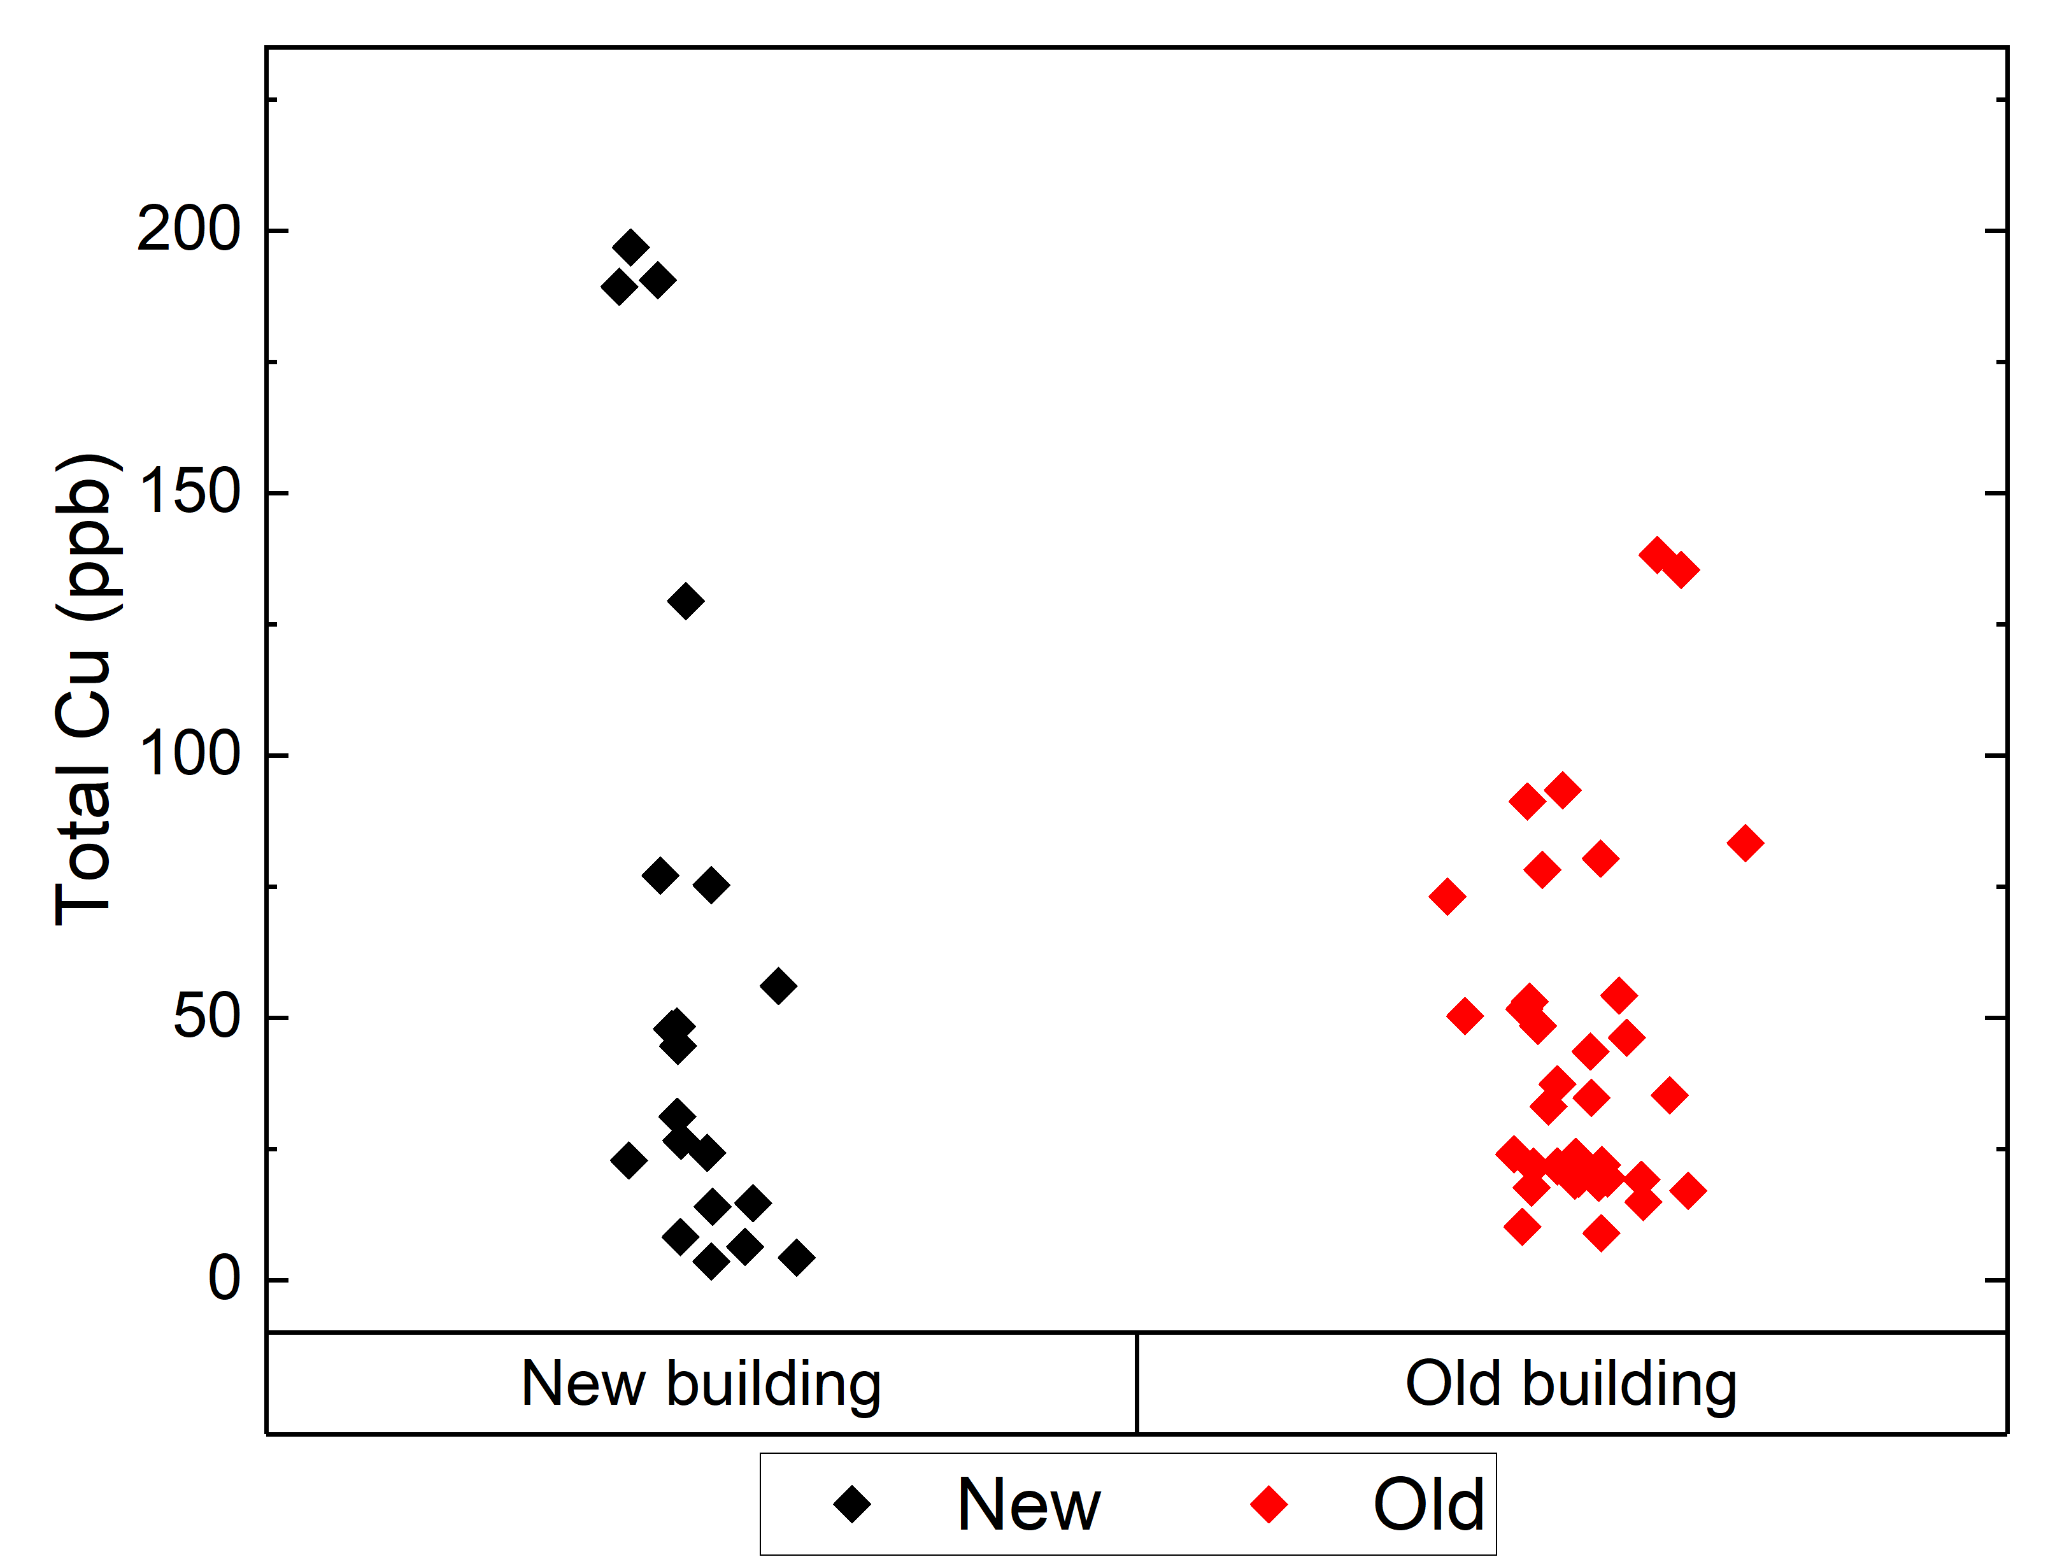 Total Cu (ppb)
200
150
100
50
0
New building
Old building
New
Old